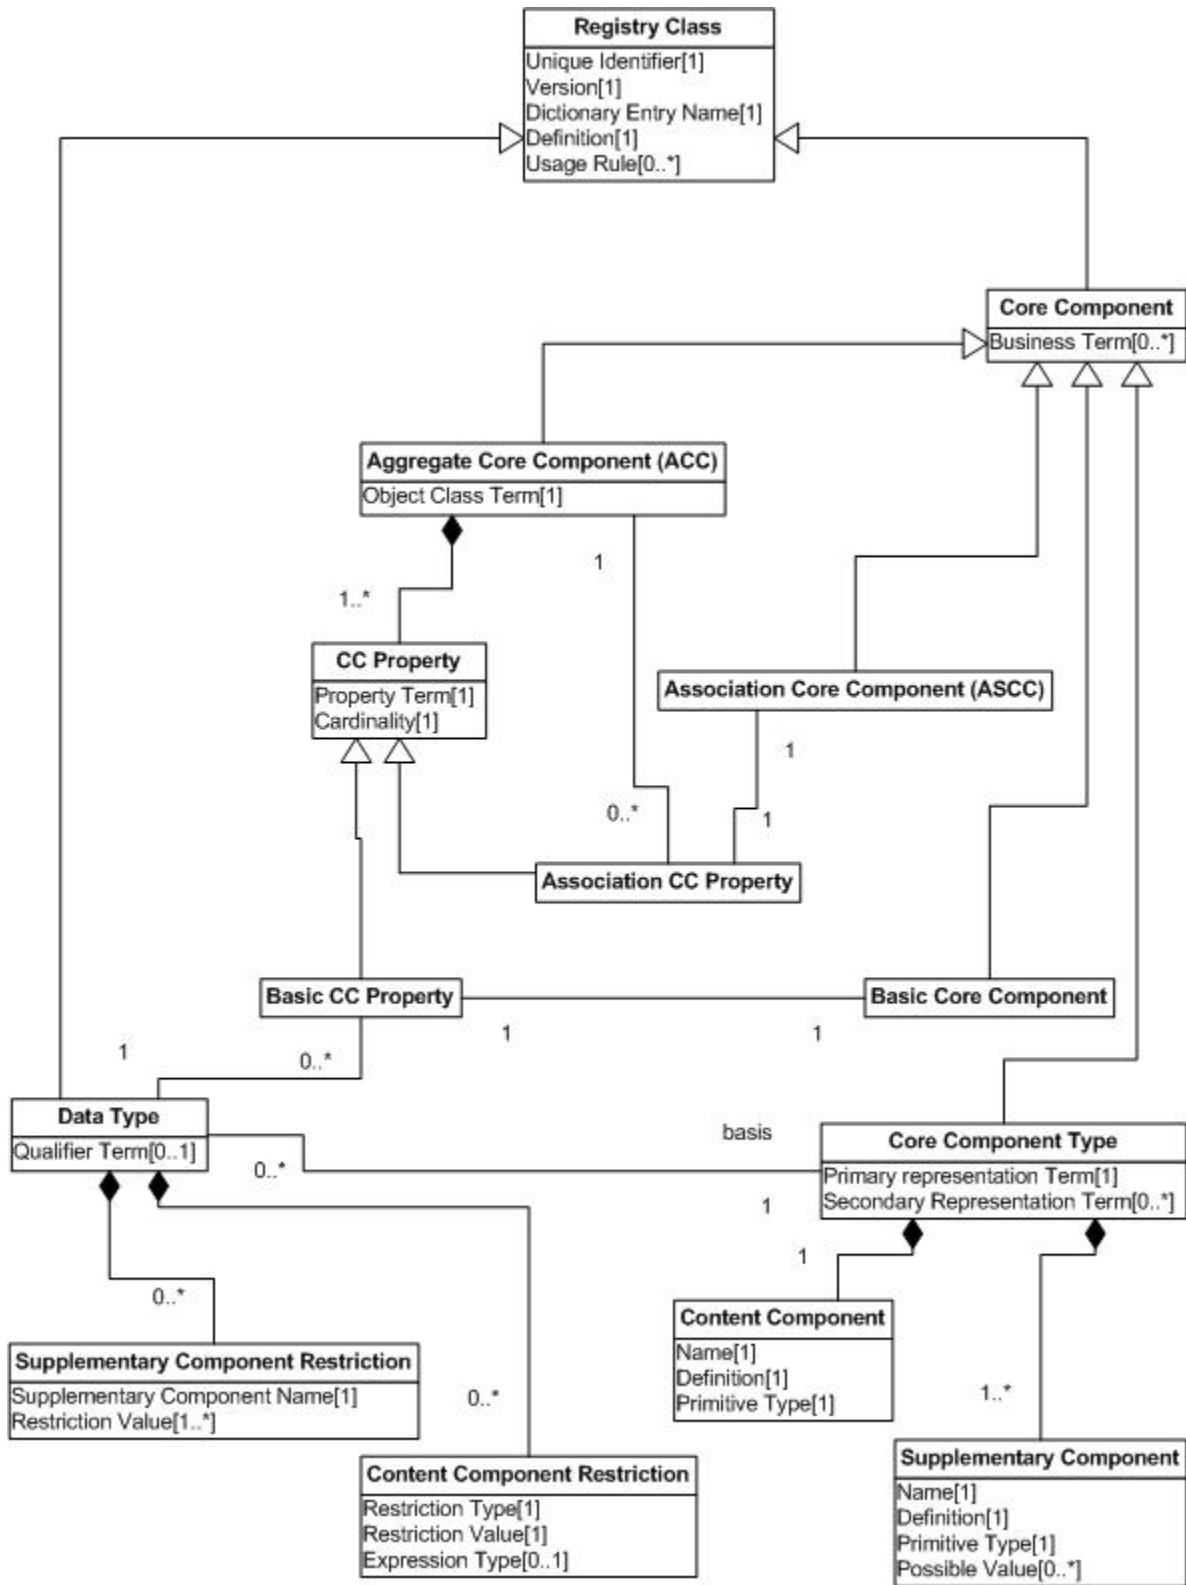 Registry Class
Unique Identifier[1]
Version[1]
Dictionary Entry Name[1]
Definition[1]
Usage Rule[0..*]
Core Component
Business Term[0..*]
Aggregate Core Component (ACC)
Object Class Term[1]
1
1..*
CC Property
Property Term[1]
Cardinality[1]
Association Core Component (ASCC)
1
0..*
1
Association CC Property
Basic CC Property
Basic Core Component
1
1
1
0..*
Data Type
Qualifier Term[0..1]
basis
Core Component Type
Primary representation Term[1]
Secondary Representation Term[0..*]
0..*
1
1
0..*
Content Component
Name[1]
Definition[1]
Primitive Type[1]
Supplementary Component Restriction
Supplementary Component Name[1]
Restriction Value[1..*]
0..*
1..*
Content Component Restriction
Restriction Type[1]
Restriction Value[1]
Expression Type[0..1]
Supplementary Component
Name[1]
Definition[1]
Primitive Type[1]
Possible Value[0..*]